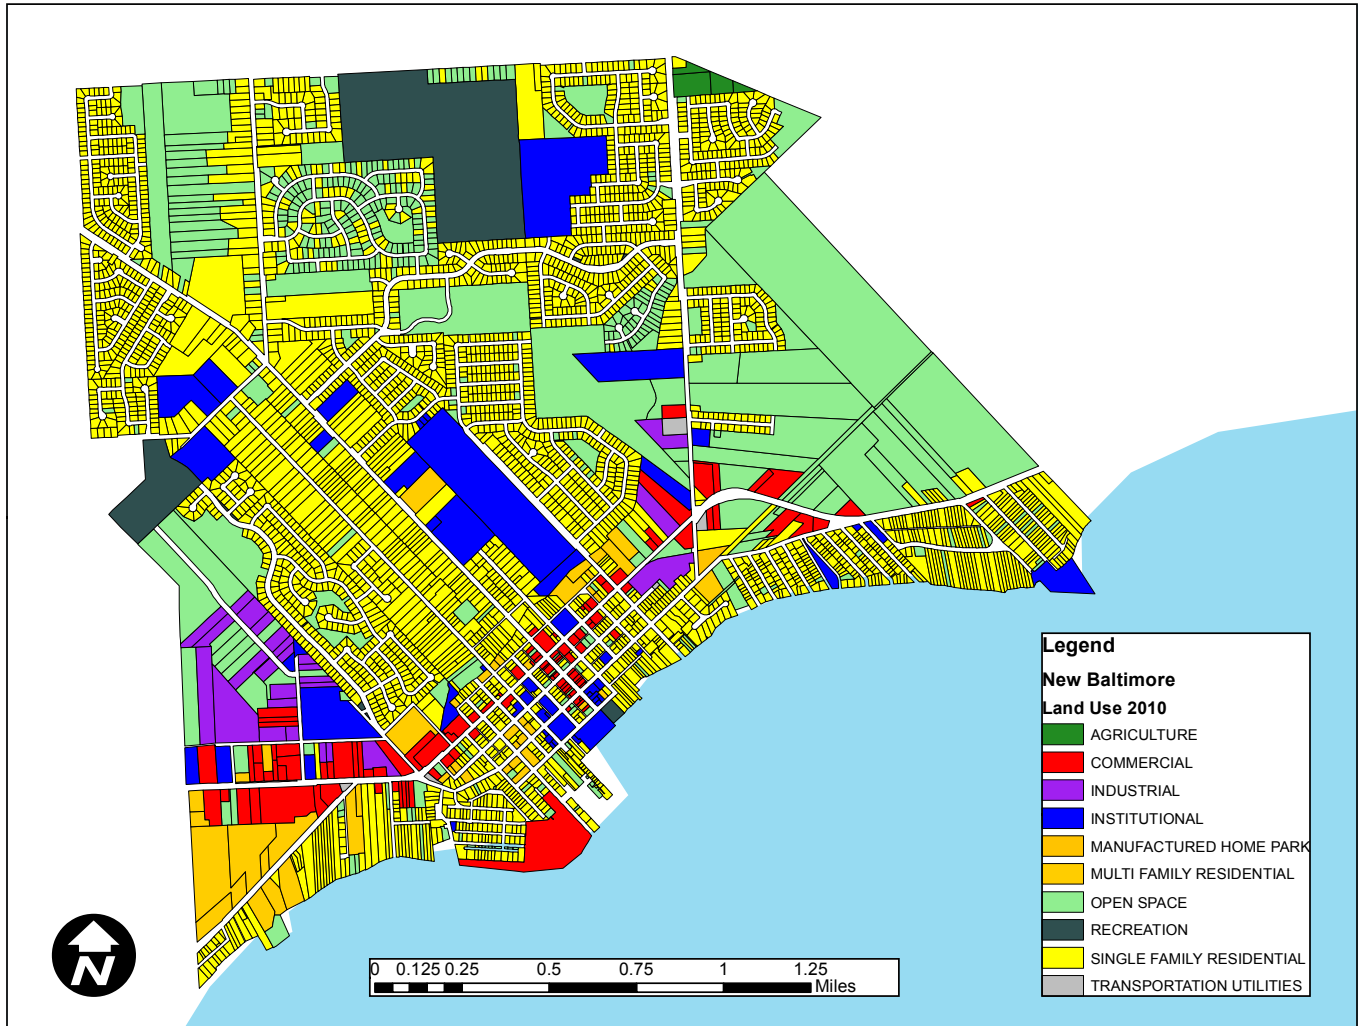 Legend
New Baltimore
Land Use 2010
AGRICULTURE
COMMERCIAL
INDUSTRIAL
INSTITUTIONAL
MANUFACTURED HOME PARK
MULTI FAMILY RESIDENTIAL
OPEN SPACE
RECREATION
SINGLE FAMILY RESIDENTIAL
TRANSPORTATION UTILITIES
N
0 0.125 0.25 0.5 0.75 1 1.25
Miles